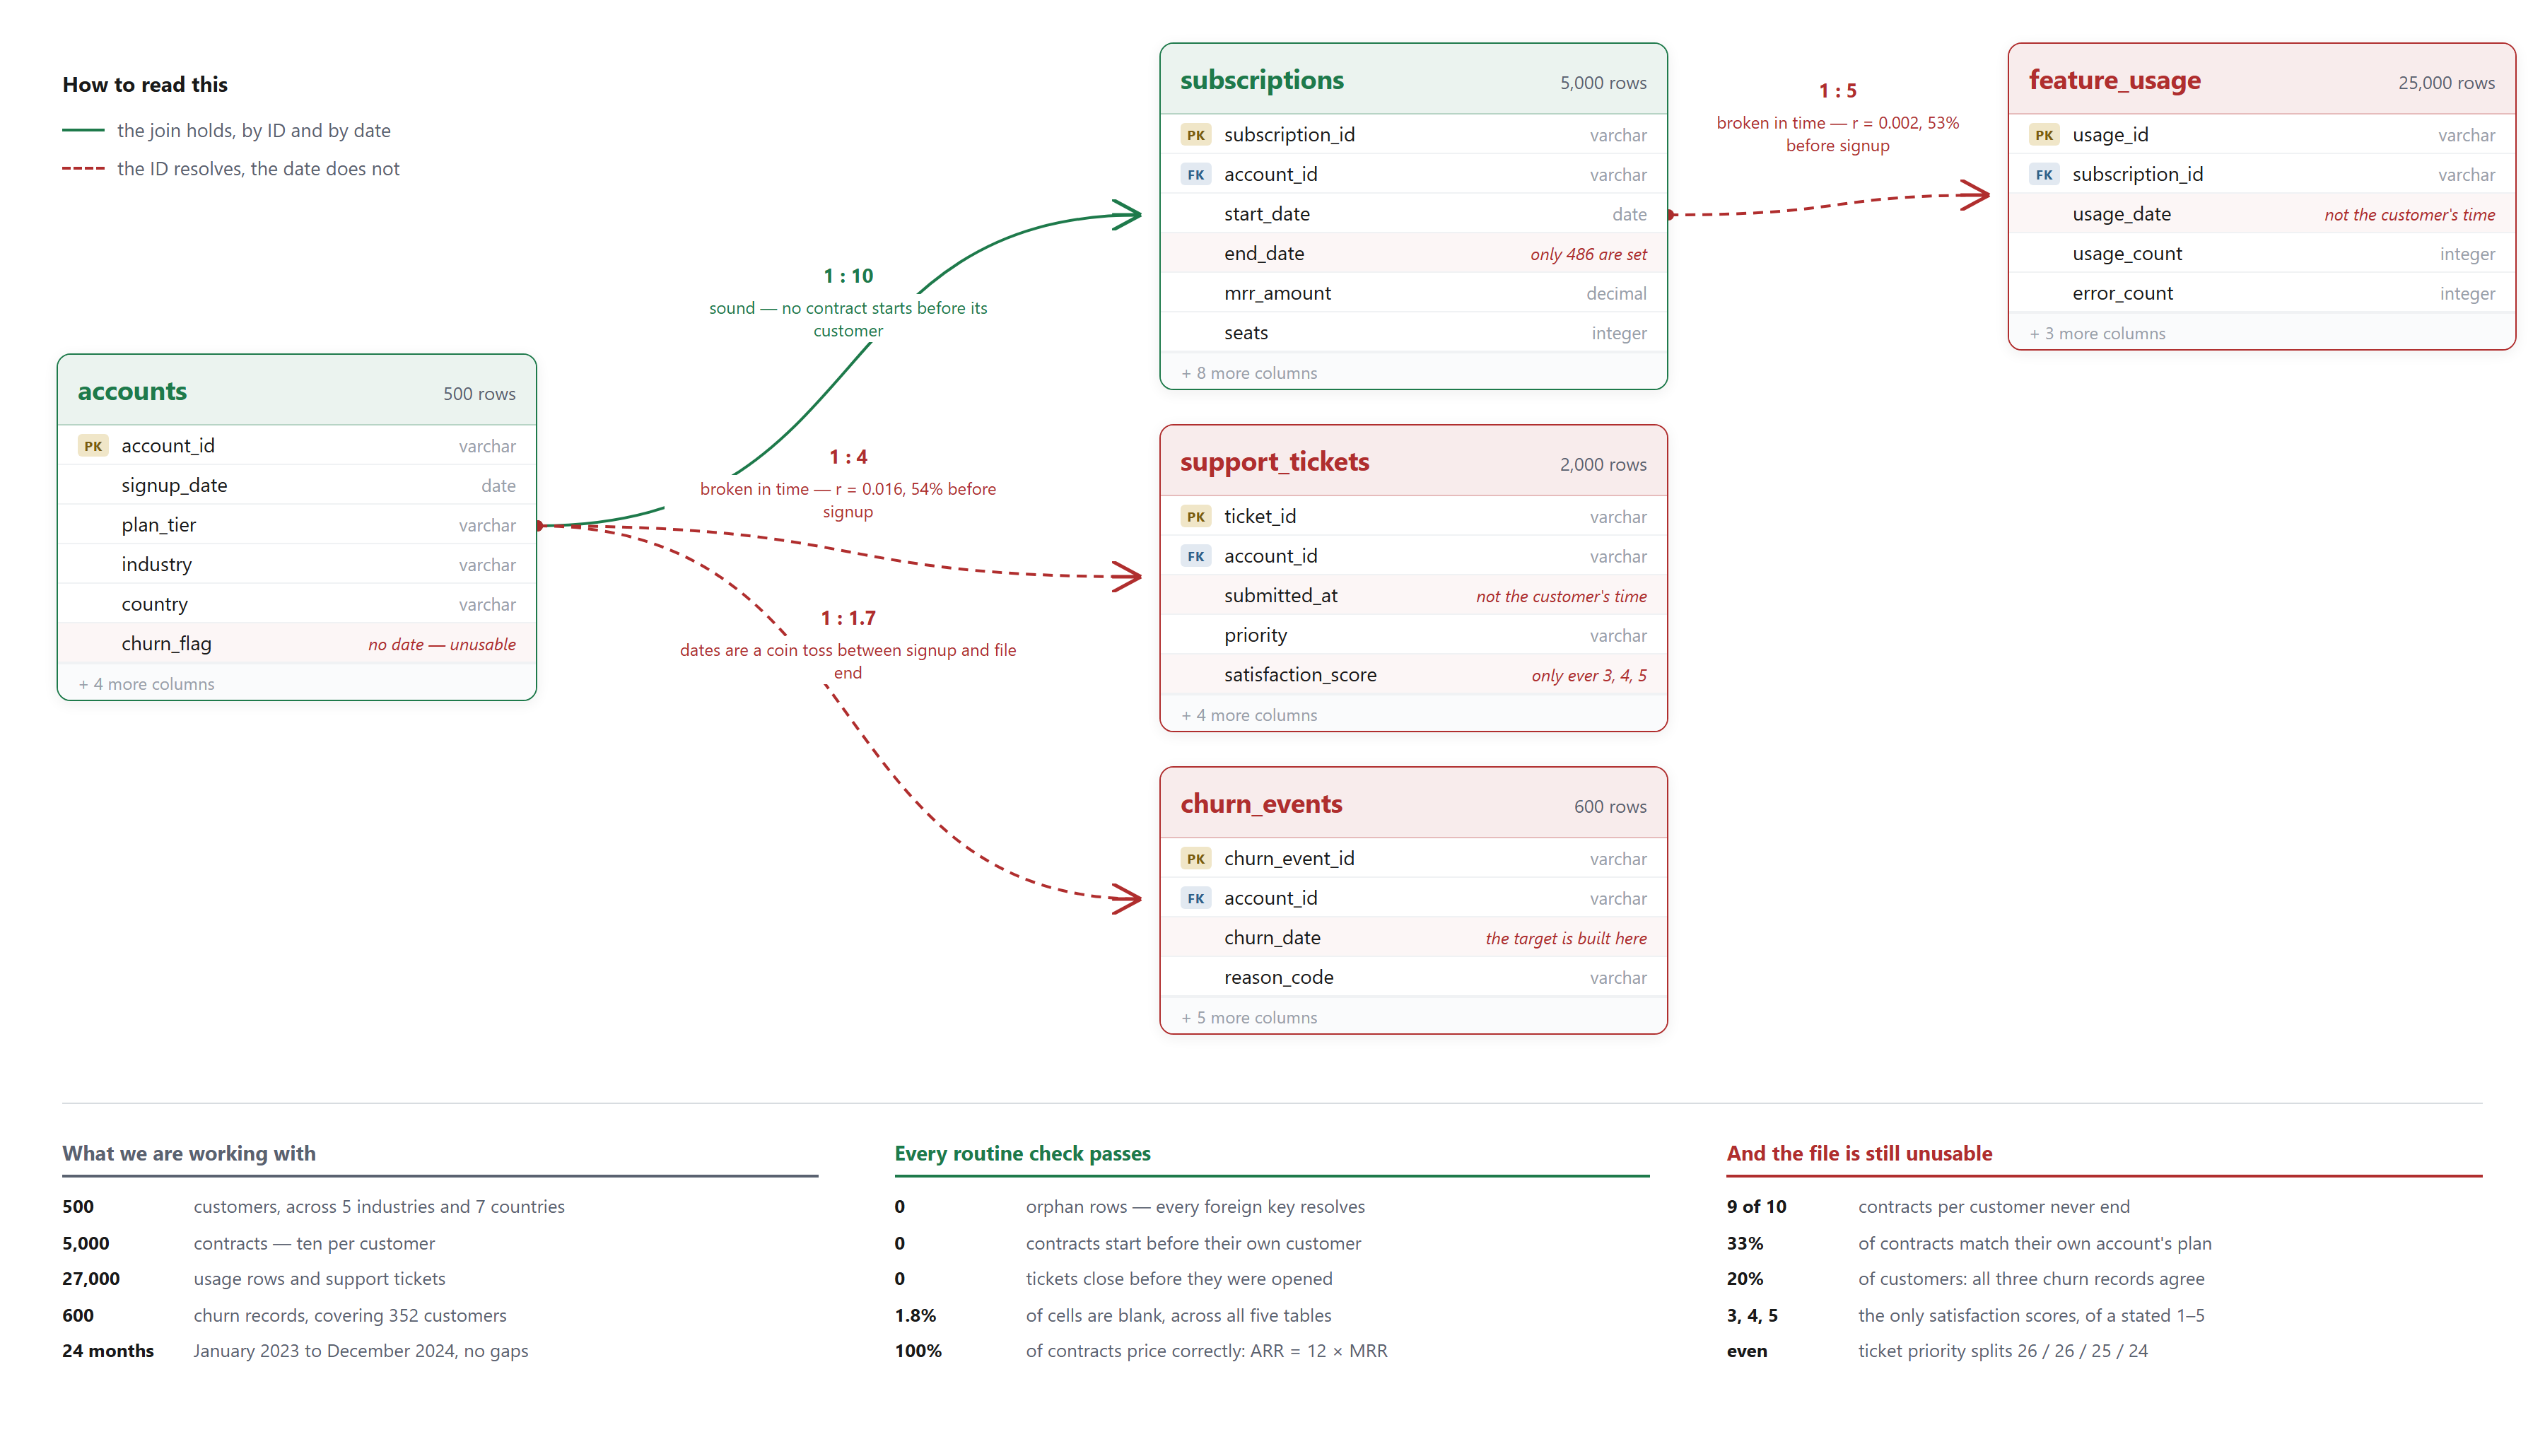 How to read this
the join holds, by ID and by date
the ID resolves, the date does not
accounts 500 rows
PK account_id varchar
signup_date date
plan_tier varchar
industry varchar
country varchar
churn_flag no date — unusable
+ 4 more columns
1 : 10
sound — no contract starts before its
customer
1 : 4
broken in time — r = 0.016, 54% before
signup
1 : 1.7
dates are a coin toss between signup and file
end
subscriptions 5,000 rows
PK subscription_id varchar
FK account_id varchar
start_date date
end_date only 486 are set
mrr_amount decimal
seats integer
+ 8 more columns
1 : 5
broken in time — r = 0.002, 53%
before signup
feature_usage 25,000 rows
PK usage_id varchar
FK subscription_id varchar
usage_date not the customer's time
usage_count integer
error_count integer
+ 3 more columns
support_tickets 2,000 rows
PK ticket_id varchar
FK account_id varchar
submitted_at not the customer's time
priority varchar
satisfaction_score only ever 3, 4, 5
+ 4 more columns
churn_events 600 rows
PK churn_event_id varchar
FK account_id varchar
churn_date the target is built here
reason_code varchar
+ 5 more columns
What we are working with
500 customers, across 5 industries and 7 countries
5,000 contracts — ten per customer
27,000 usage rows and support tickets
600 churn records, covering 352 customers
24 months January 2023 to December 2024, no gaps
Every routine check passes
0 orphan rows — every foreign key resolves
0 contracts start before their own customer
0 tickets close before they were opened
1.8% of cells are blank, across all five tables
100% of contracts price correctly: ARR = 12 × MRR
And the file is still unusable
9 of 10 contracts per customer never end
33% of contracts match their own account's plan
20% of customers: all three churn records agree
3, 4, 5 the only satisfaction scores, of a stated 1–5
even ticket priority splits 26 / 26 / 25 / 24